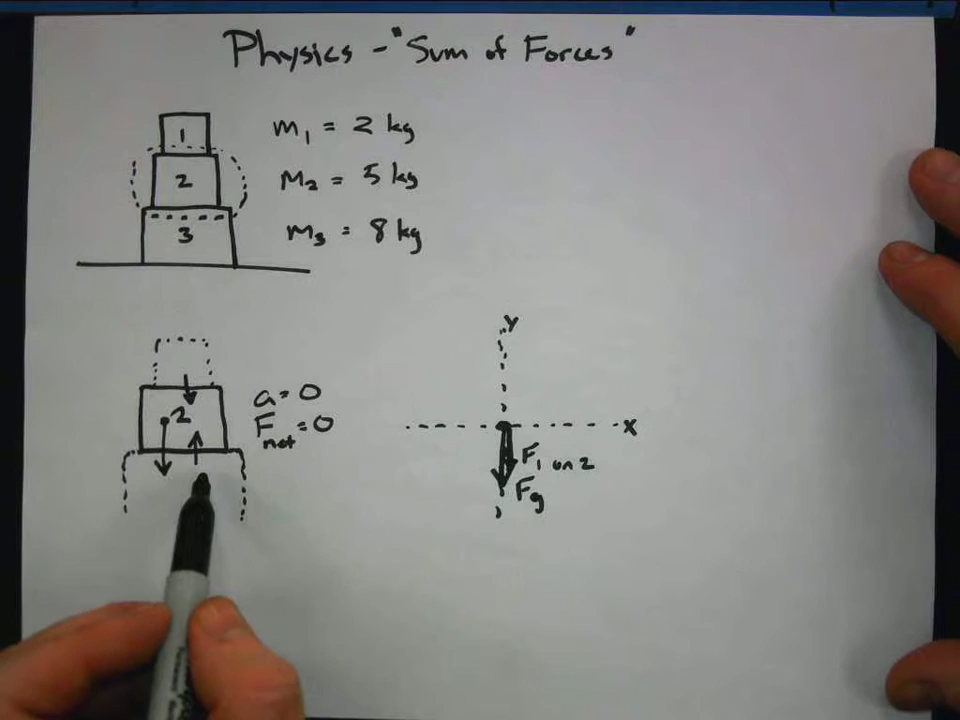 Physics - "Sum of Forces"
1
m₁ = 2 kg
2
m₂ = 5 kg
3
m₃ = 8 kg
y
2
a = 0
F net = 0
x
F₁ on 2
Fg